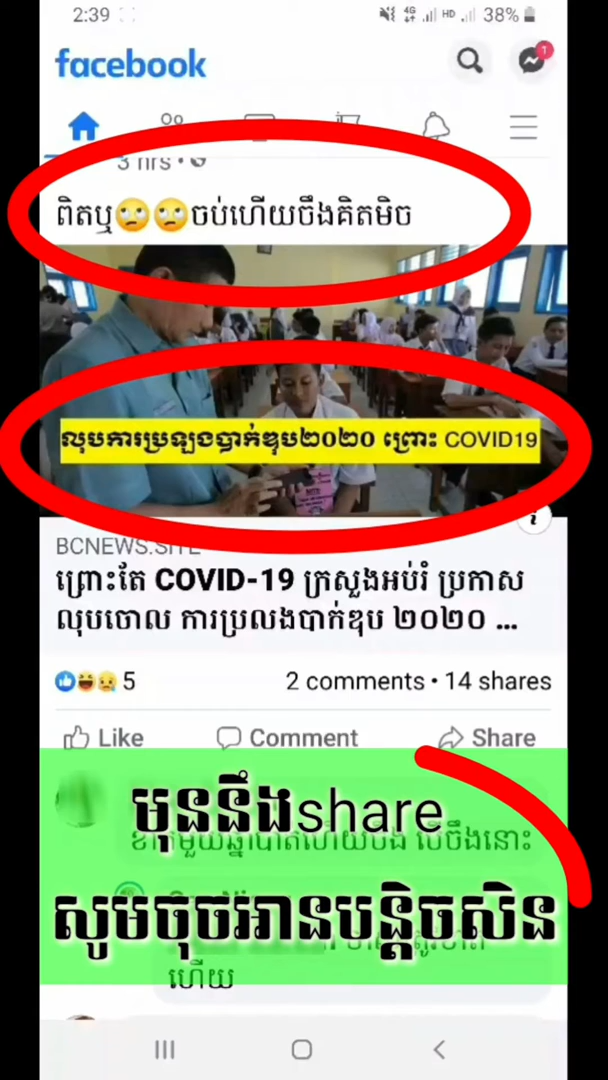 2:39
4G HD 38%
facebook
1
3 hrs
ពិតឬ🙄🙄ចប់ហើយចឹងគិតមិច
លុបការប្រឡងបាក់ឌុប២០២០ ព្រោះ COVID19
BCNEWS.SITE
ព្រោះតែ COVID-19 ក្រសួងអប់រំ ប្រកាស
លុបចោល ការប្រលងបាក់ឌុប ២០២០ ...
5
2 comments • 14 shares
Like Comment Share
មុននឹងshare
សូមចុចអានបន្តិចសិន
ហើយ